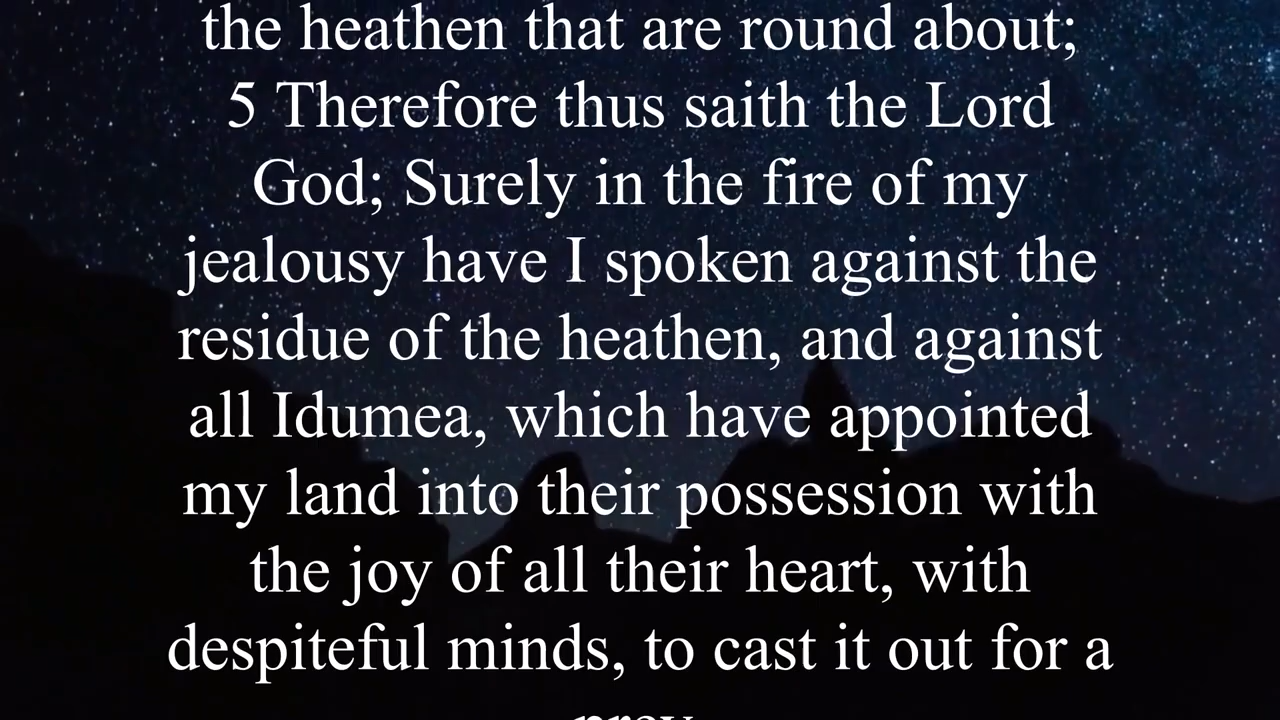 the heathen that are round about;
5 Therefore thus saith the Lord
God; Surely in the fire of my
jealousy have I spoken against the
residue of the heathen, and against
all Idumea, which have appointed
my land into their possession with
the joy of all their heart, with
despiteful minds, to cast it out for a
prey.